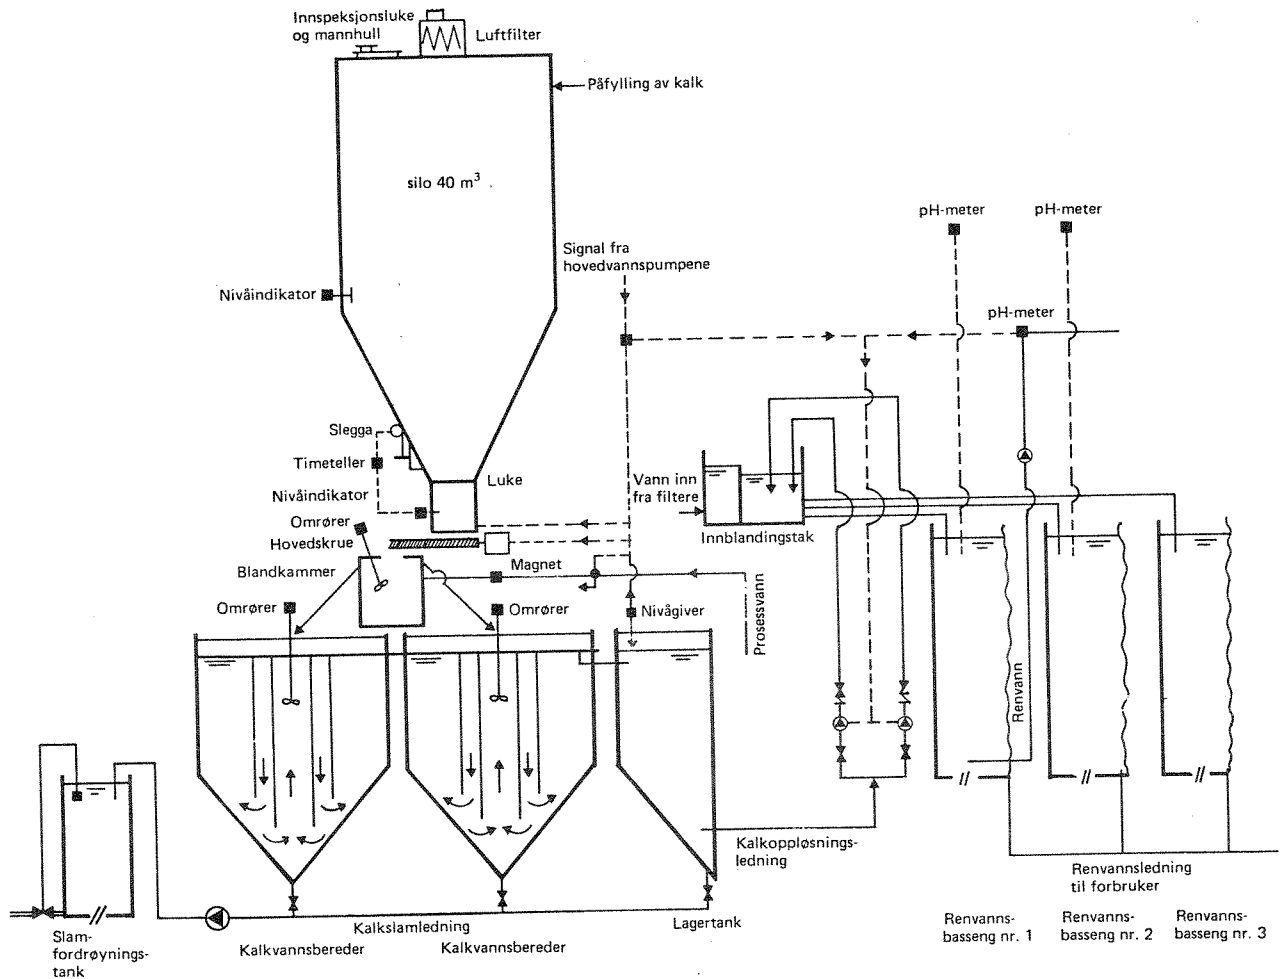 Innspeksjonsluke
og mannhull
Luftfilter
Påfylling av kalk
silo 40 m³
pH-meter
pH-meter
Signal fra
hovedvannspumpene
Nivåindikator
pH-meter
Slegga
Timeteller
Luke
Nivåindikator
Vann inn
fra filtere
Omrører
Hovedskrue
Innblandingstak
Blandkammer
Magnet
Omrører
Omrører
Nivågiver
Prosessvann
Renvann
Kalkoppløsnings-
ledning
Renvannsledning
til forbruker
Kalkslamledning
Lagertank
Slam-
fordrøynings-
tank
Kalkvannsbereder
Kalkvannsbereder
Renvanns-
basseng nr. 1
Renvanns-
basseng nr. 2
Renvanns-
basseng nr. 3